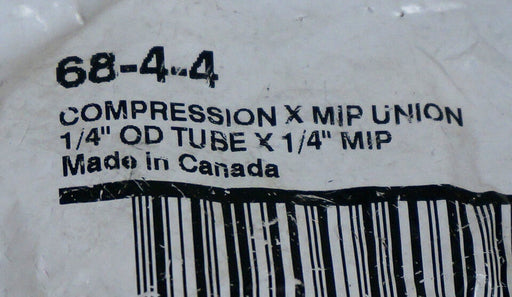 68-4-4
COMPRESSION X MIP UNION
1/4" OD TUBE X 1/4" MIP
Made in Canada